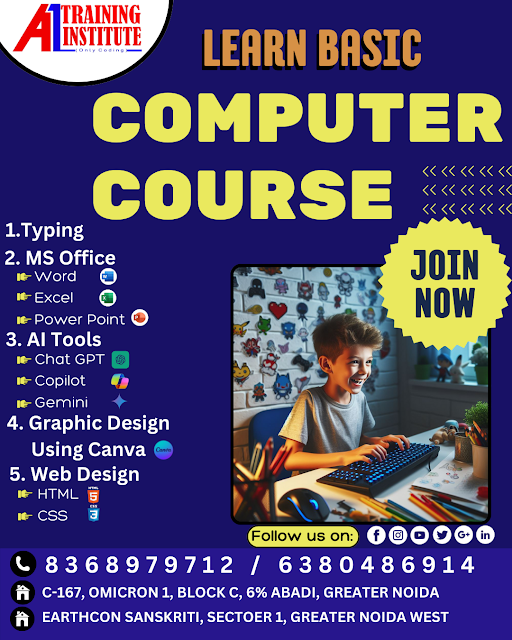 A1 TRAINING
INSTITUTE
Only Coding
LEARN BASIC
COMPUTER
COURSE
1.Typing
2. MS Office
Word
Excel
Power Point
3. AI Tools
Chat GPT
Copilot
Gemini
4. Graphic Design
Using Canva
5. Web Design
HTML
CSS
JOIN
NOW
Follow us on:
8368979712 / 6380486914
C-167, OMICRON 1, BLOCK C, 6% ABADI, GREATER NOIDA
EARTHCON SANSKRITI, SECTOER 1, GREATER NOIDA WEST